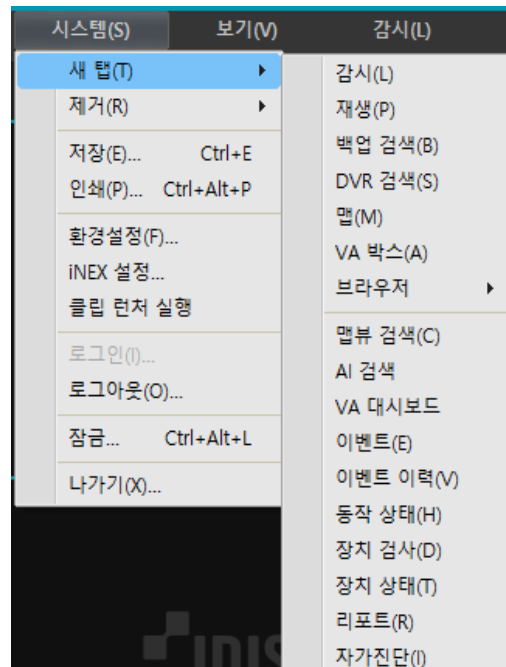 시스템(S) 보기(V) 감시(L)
새 탭(T)
제거(R)
저장(E)... Ctrl+E
인쇄(P)... Ctrl+Alt+P
환경설정(F)...
iNEX 설정...
클립 런처 실행
로그인(I)...
로그아웃(O)...
잠금... Ctrl+Alt+L
나가기(X)...
감시(L)
재생(P)
백업 검색(B)
DVR 검색(S)
맵(M)
VA 박스(A)
브라우저
맵뷰 검색(C)
AI 검색
VA 대시보드
이벤트(E)
이벤트 이력(V)
동작 상태(H)
장치 검사(D)
장치 상태(T)
리포트(R)
자가진단(I)